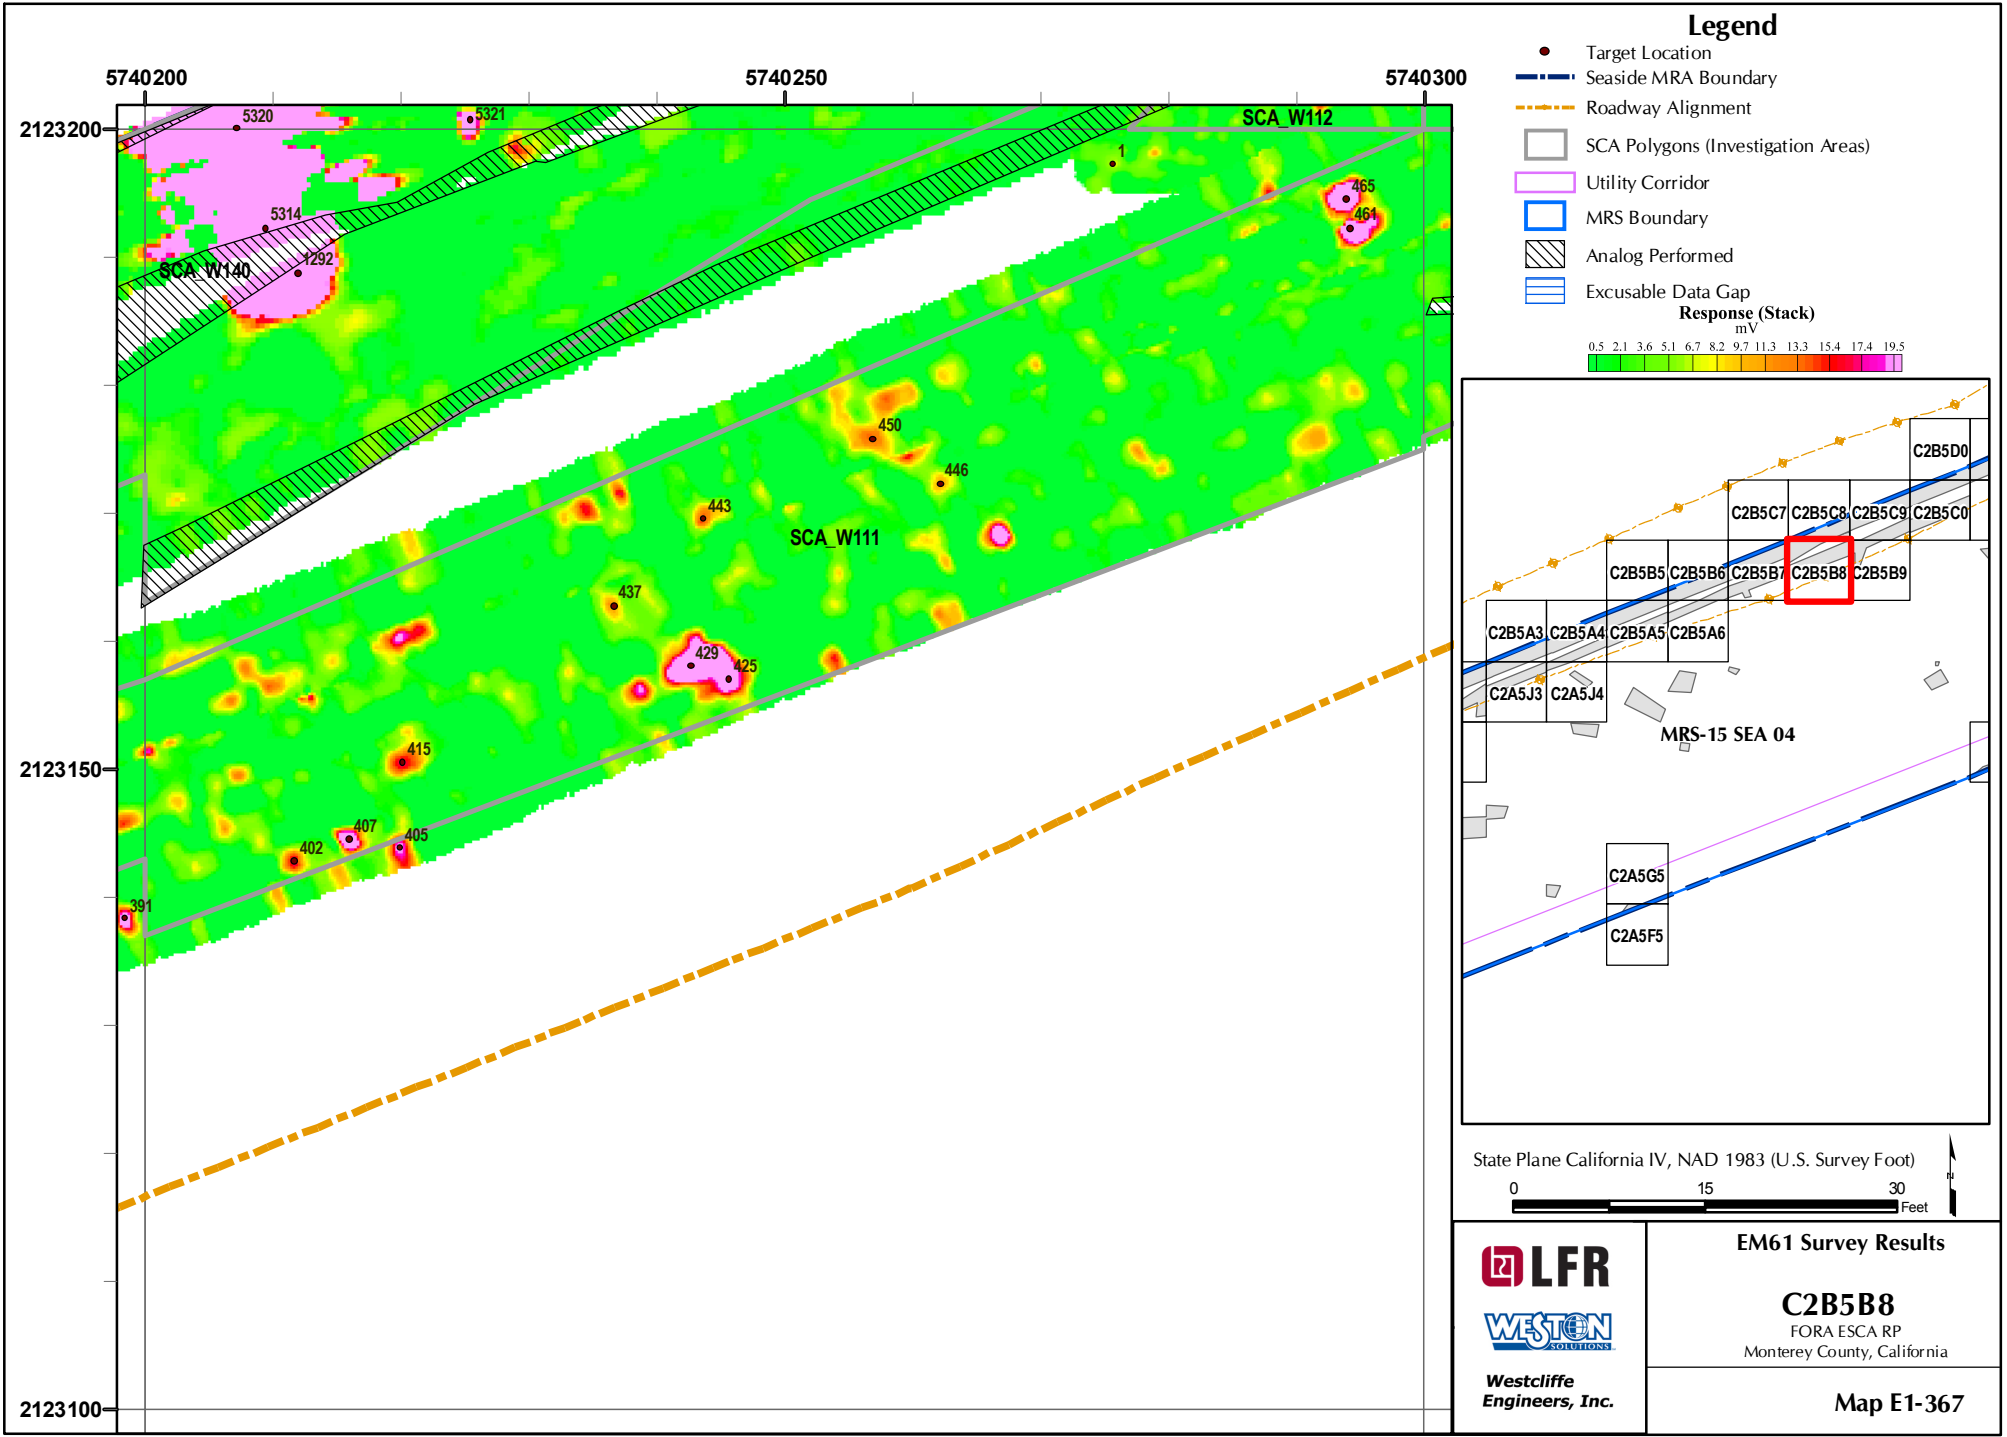 5740200
5740250
5740300
2123200
2123150
2123100
5320
5321
SCA_W112
1
465
461
5314
SCA_W140
1292
450
446
443
SCA_W111
437
429
425
415
407
405
402
391
Legend
Target Location
Seaside MRA Boundary
Roadway Alignment
SCA Polygons (Investigation Areas)
Utility Corridor
MRS Boundary
Analog Performed
Excusable Data Gap
Response (Stack)
mV
0.5 2.1 3.6 5.1 6.7 8.2 9.7 11.3 13.3 15.4 17.4 19.5
C2B5D0
C2B5C7 C2B5C8 C2B5C9 C2B5C0
C2B5B5 C2B5B6 C2B5B7 C2B5B8 C2B5B9
C2B5A3 C2B5A4 C2B5A5 C2B5A6
C2A5J3 C2A5J4
MRS-15 SEA 04
C2A5G5
C2A5F5
State Plane California IV, NAD 1983 (U.S. Survey Foot)
0 15 30
Feet
N
LFR
WESTON
SOLUTIONS
Westcliffe
Engineers, Inc.
EM61 Survey Results
C2B5B8
FORA ESCA RP
Monterey County, California
Map E1-367